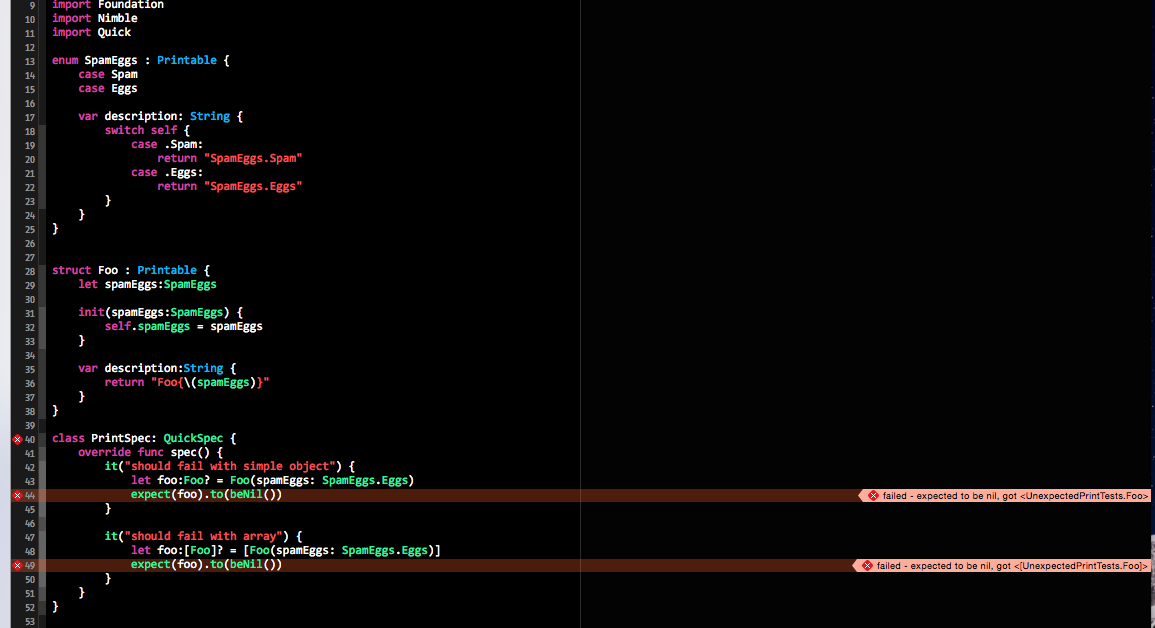 9 import Foundation
10 import Nimble
11 import Quick
12
13 enum SpamEggs : Printable {
14     case Spam
15     case Eggs
16
17     var description: String {
18         switch self {
19             case .Spam:
20                 return "SpamEggs.Spam"
21             case .Eggs:
22                 return "SpamEggs.Eggs"
23         }
24     }
25 }
26
27
28 struct Foo : Printable {
29     let spamEggs:SpamEggs
30
31     init(spamEggs:SpamEggs) {
32         self.spamEggs = spamEggs
33     }
34
35     var description:String {
36         return "Foo{\(spamEggs)}"
37     }
38 }
39
40 class PrintSpec: QuickSpec {
41     override func spec() {
42         it("should fail with simple object") {
43             let foo:Foo? = Foo(spamEggs: SpamEggs.Eggs)
44             expect(foo).to(beNil()) failed - expected to be nil, got <UnexpectedPrintTests.Foo>
45         }
46
47         it("should fail with array") {
48             let foo:[Foo]? = [Foo(spamEggs: SpamEggs.Eggs)]
49             expect(foo).to(beNil()) failed - expected to be nil, got <[UnexpectedPrintTests.Foo]>
50         }
51     }
52 }
53